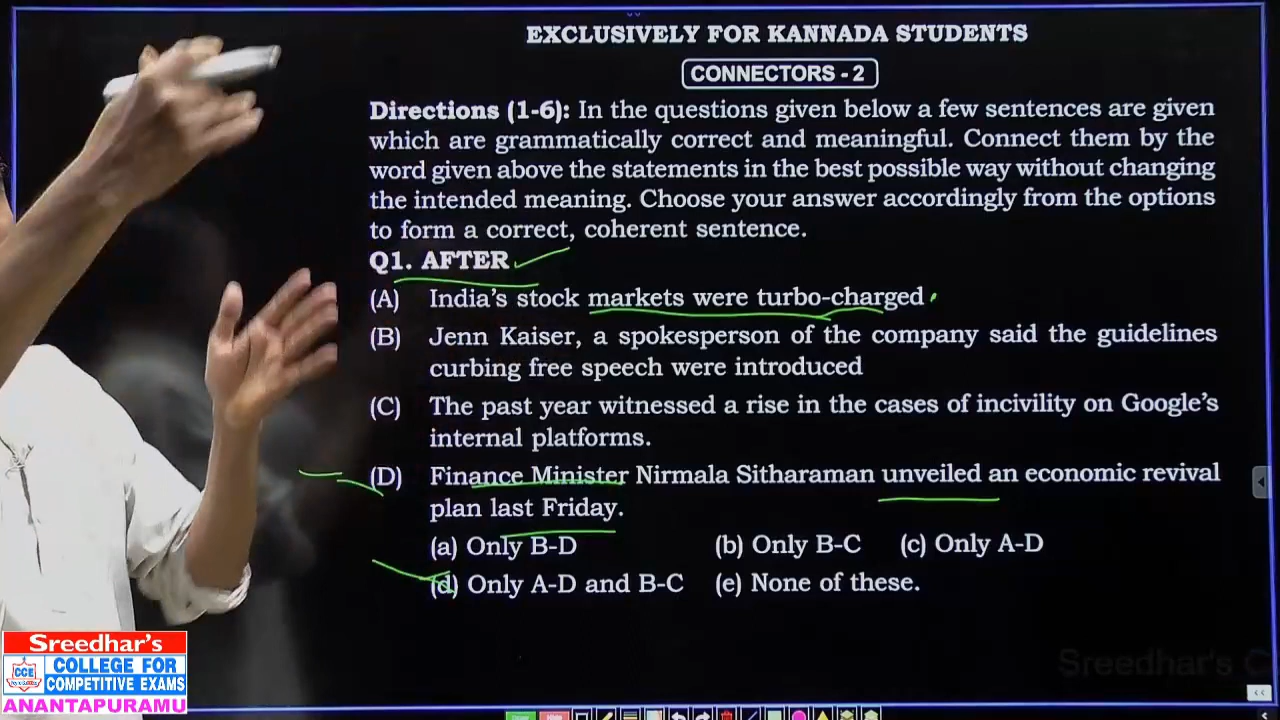 EXCLUSIVELY FOR KANNADA STUDENTS
CONNECTORS - 2
Directions (1-6): In the questions given below a few sentences are given
which are grammatically correct and meaningful. Connect them by the
word given above the statements in the best possible way without changing
the intended meaning. Choose your answer accordingly from the options
to form a correct, coherent sentence.
Q1. AFTER
(A) India's stock markets were turbo-charged
(B) Jenn Kaiser, a spokesperson of the company said the guidelines
curbing free speech were introduced
(C) The past year witnessed a rise in the cases of incivility on Google's
internal platforms.
(D) Finance Minister Nirmala Sitharaman unveiled an economic revival
plan last Friday.
(a) Only B-D (b) Only B-C (c) Only A-D
(d) Only A-D and B-C (e) None of these.
Sreedhar's C
Sreedhar's
CCE
COLLEGE FOR
COMPETITIVE EXAMS
ANANTAPURAMU